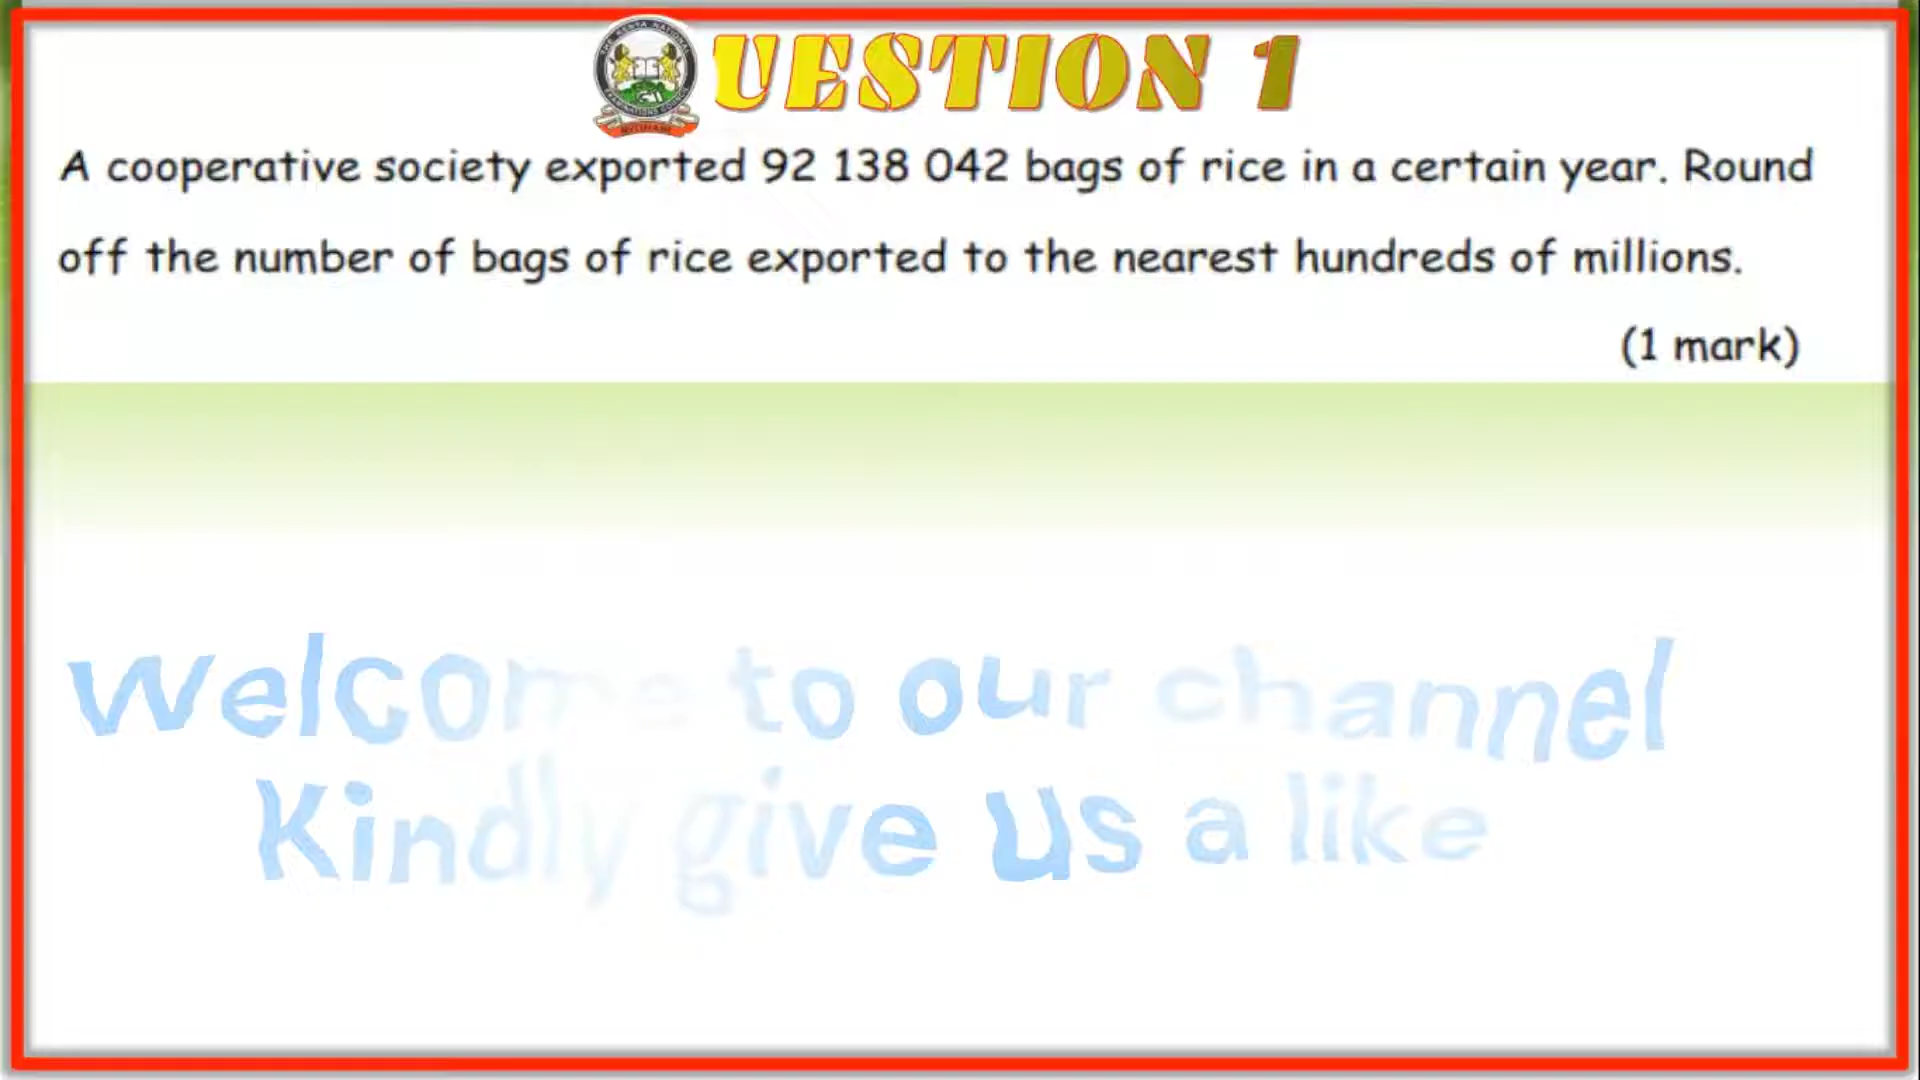 UESTION 1
A cooperative society exported 92 138 042 bags of rice in a certain year. Round
off the number of bags of rice exported to the nearest hundreds of millions.
(1 mark)
Welcome to our channel
Kindly give us a like